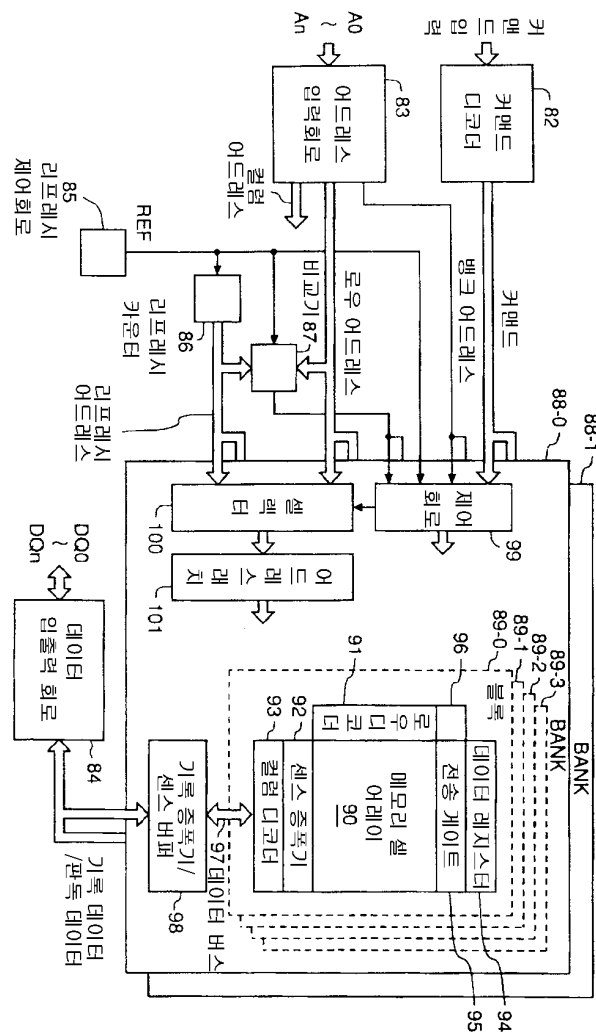 커맨드
입력
82
커맨드
디코더
커맨드
A0
~
An
83
어드레스
입력회로
뱅크 어드레스
로우 어드레스
컬럼
어드레스
리프레시
제어회로
85
REF
비교기
87
86
리프레시
카운터
리프레시
어드레스
88-1
88-0
BANK
BANK
제어
회로
99
셀렉터
100
어드레스
래치
101
89-0
89-1
89-2
89-3
블록
96
91
로우 디코더
데이터 레지스터
94
전송 게이트
95
메모리 셀
어레이
90
92
센스 증폭기
93
컬럼 디코더
97
데이터 버스
기록 증폭기/
센스 버퍼
98
DQ0
~
DQn
데이터
입출력 회로
84
기록 데이터
/판독 데이터